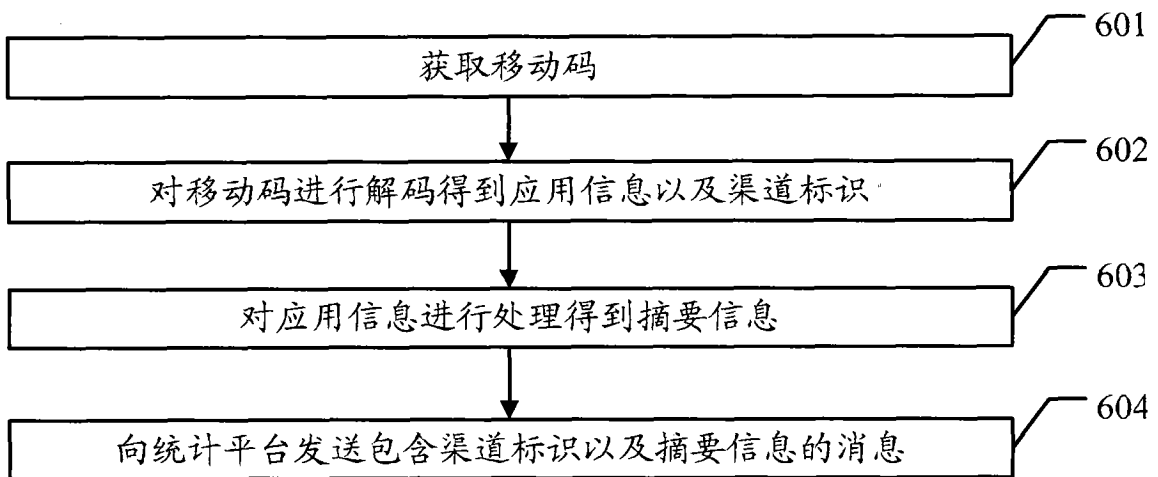 601
获取移动码
602
对移动码进行解码得到应用信息以及渠道标识
603
对应用信息进行处理得到摘要信息
604
向统计平台发送包含渠道标识以及摘要信息的消息